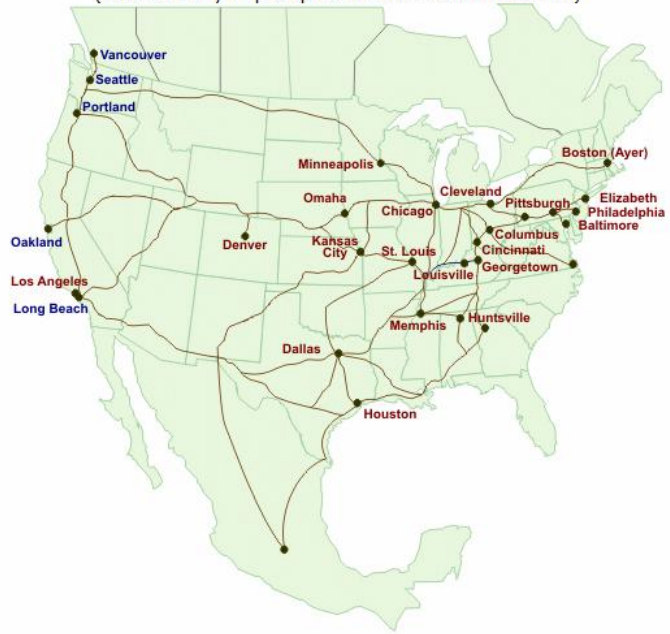 Vancouver
Seattle
Portland
Boston (Ayer)
Minneapolis
Cleveland
Omaha
Pittsburgh
Elizabeth
Chicago
Philadelphia
Baltimore
Columbus
Oakland
Denver
Kansas
City
St. Louis
Cincinnati
Louisville
Georgetown
Los Angeles
Long Beach
Memphis
Huntsville
Dallas
Houston